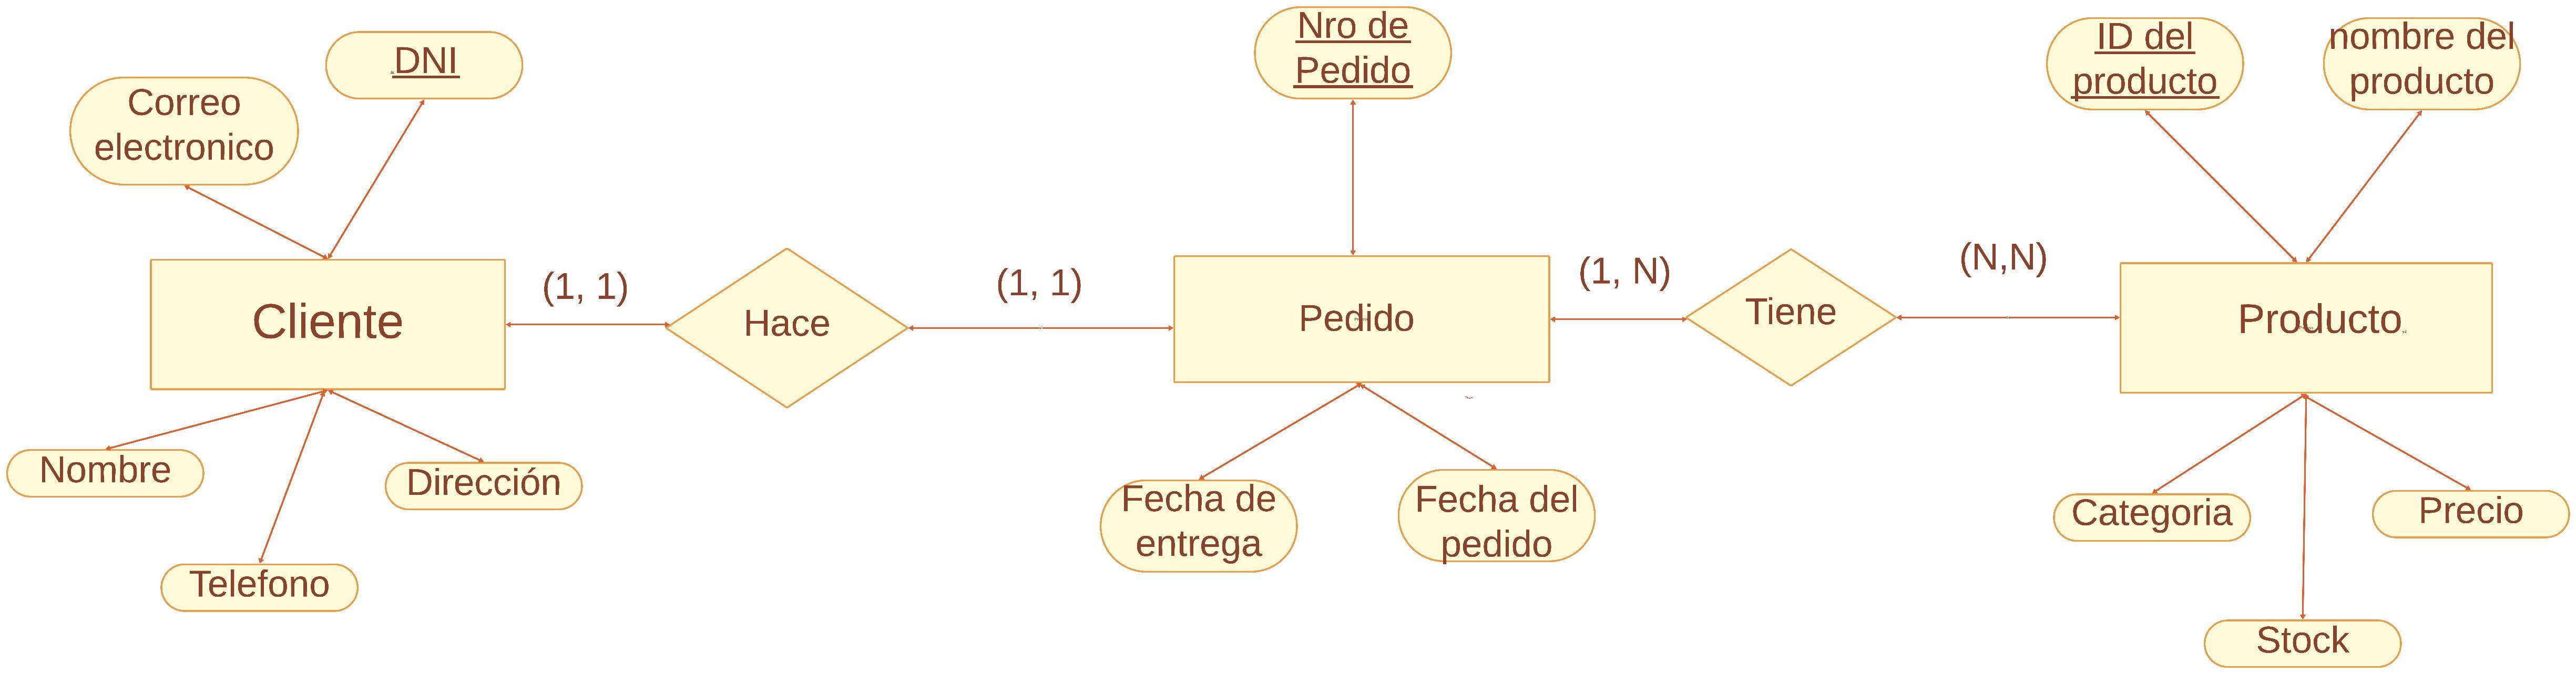 DNI
Correo
electronico
Nro de
Pedido
ID del
producto
nombre del
producto
Cliente
(1, 1)
Hace
(1, 1)
Pedido
(1, N)
Tiene
(N,N)
Producto
Nombre
Dirección
Telefono
Fecha de
entrega
Fecha del
pedido
Categoria
Precio
Stock